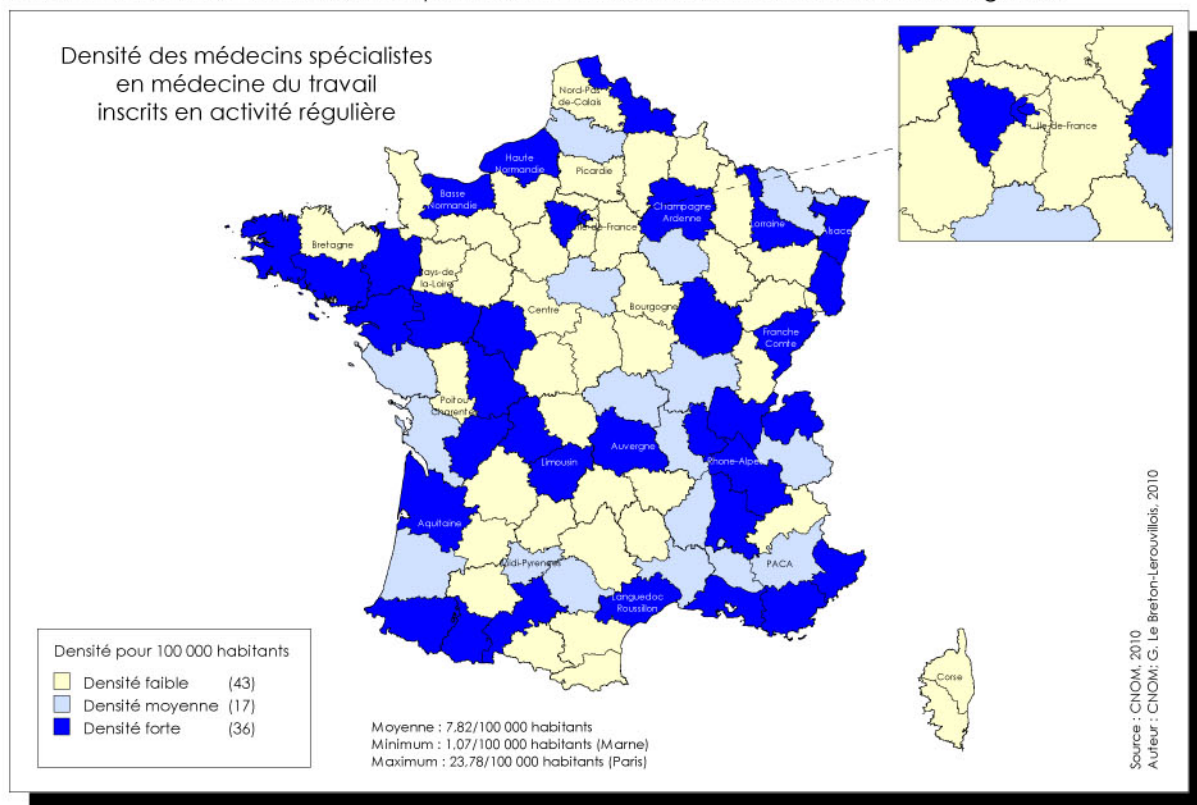 Densité des médecins spécialistes
en médecine du travail
inscrits en activité régulière
Nord-Pas
de-Calais
Haute
Normandie
Picardie
Basse
Normandie
Champagne
Ardenne
Lorraine
Alsace
Ile-de-France
Ile-de-France
Bretagne
Pays-de
la-Loire
Centre
Bourgogne
Franche
Comte
Poitou
Charente
Limousin
Auvergne
Rhone-Alpe
Aquitaine
Midi-Pyrenées
PACA
Languedoc
Roussillon
Corse
Densité pour 100 000 habitants
Densité faible (43)
Densité moyenne (17)
Densité forte (36)
Moyenne : 7,82/100 000 habitants
Minimum : 1,07/100 000 habitants (Marne)
Maximum : 23,78/100 000 habitants (Paris)
Source : CNOM, 2010
Auteur : CNOM; G. Le Breton-Lerouvillois, 2010